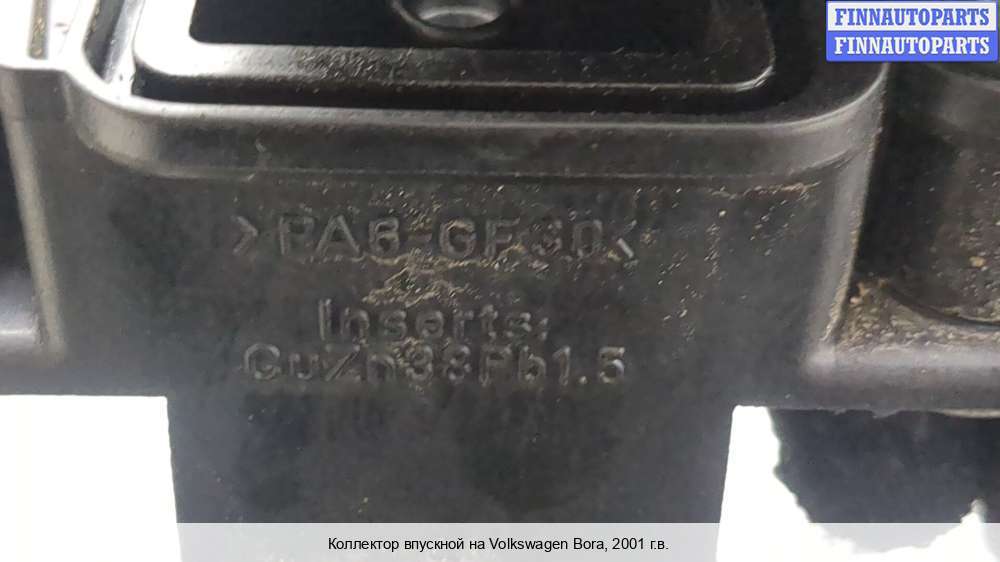 FINNAUTOPARTS
FINNAUTOPARTS
>PA6-GF30<
Inserts:
CuZn38Pb1.5
Коллектор впускной на Volkswagen Bora, 2001 г.в.